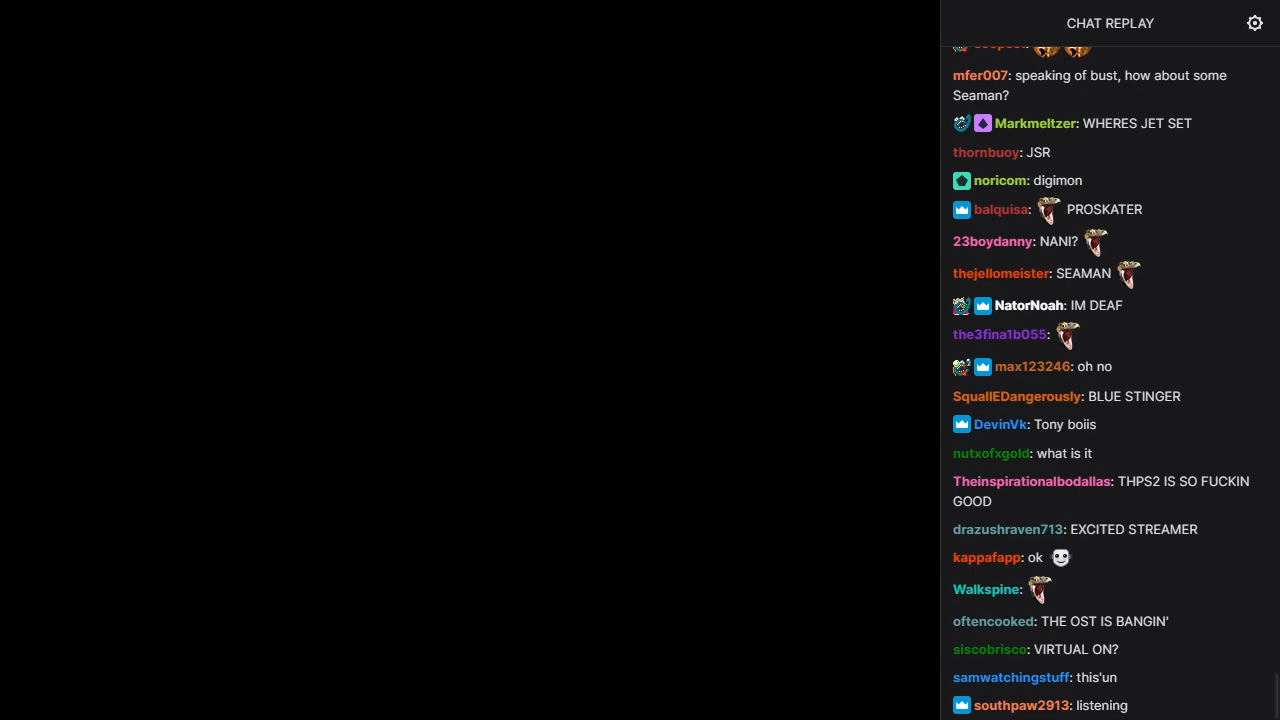 CHAT REPLAY
mfer007: speaking of bust, how about some
Seaman?
Markmeltzer: WHERES JET SET
thornbuoy: JSR
noricom: digimon
balquisa: PROSKATER
23boydanny: NANI?
thejellomeister: SEAMAN
NatorNoah: IM DEAF
the3fina1b055:
max123246: oh no
SquallEDangerously: BLUE STINGER
DevinVk: Tony boiis
nutxofxgold: what is it
Theinspirationalbodallas: THPS2 IS SO FUCKIN
GOOD
drazushraven713: EXCITED STREAMER
kappafapp: ok
Walkspine:
oftencooked: THE OST IS BANGIN'
siscobrisco: VIRTUAL ON?
samwatchingstuff: this'un
southpaw2913: listening